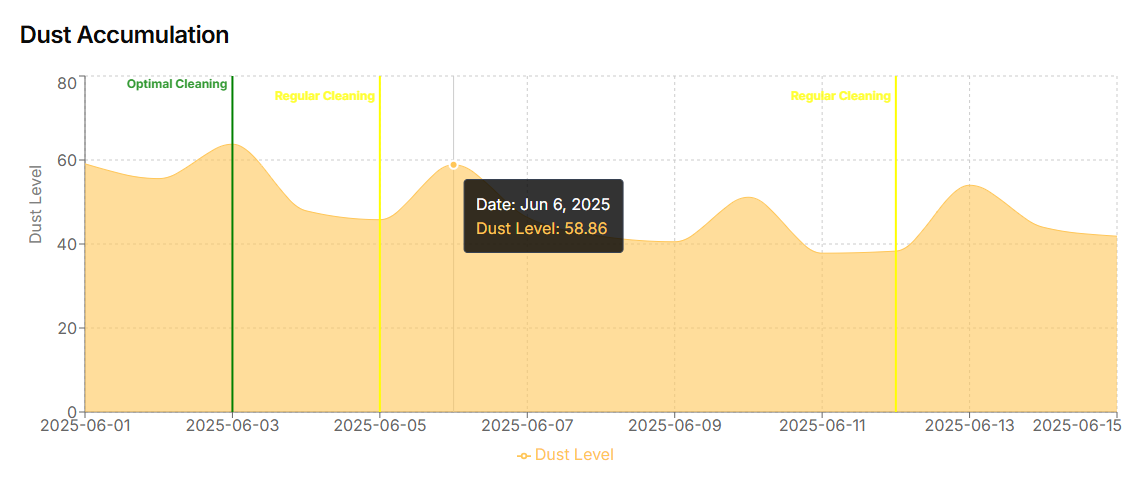 Dust Accumulation
80
Optimal Cleaning
Regular Cleaning
Regular Cleaning
60
Dust Level
Date: Jun 6, 2025
Dust Level: 58.86
40
20
0
2025-06-01 2025-06-03 2025-06-05 2025-06-07 2025-06-09 2025-06-11 2025-06-13 2025-06-15
Dust Level